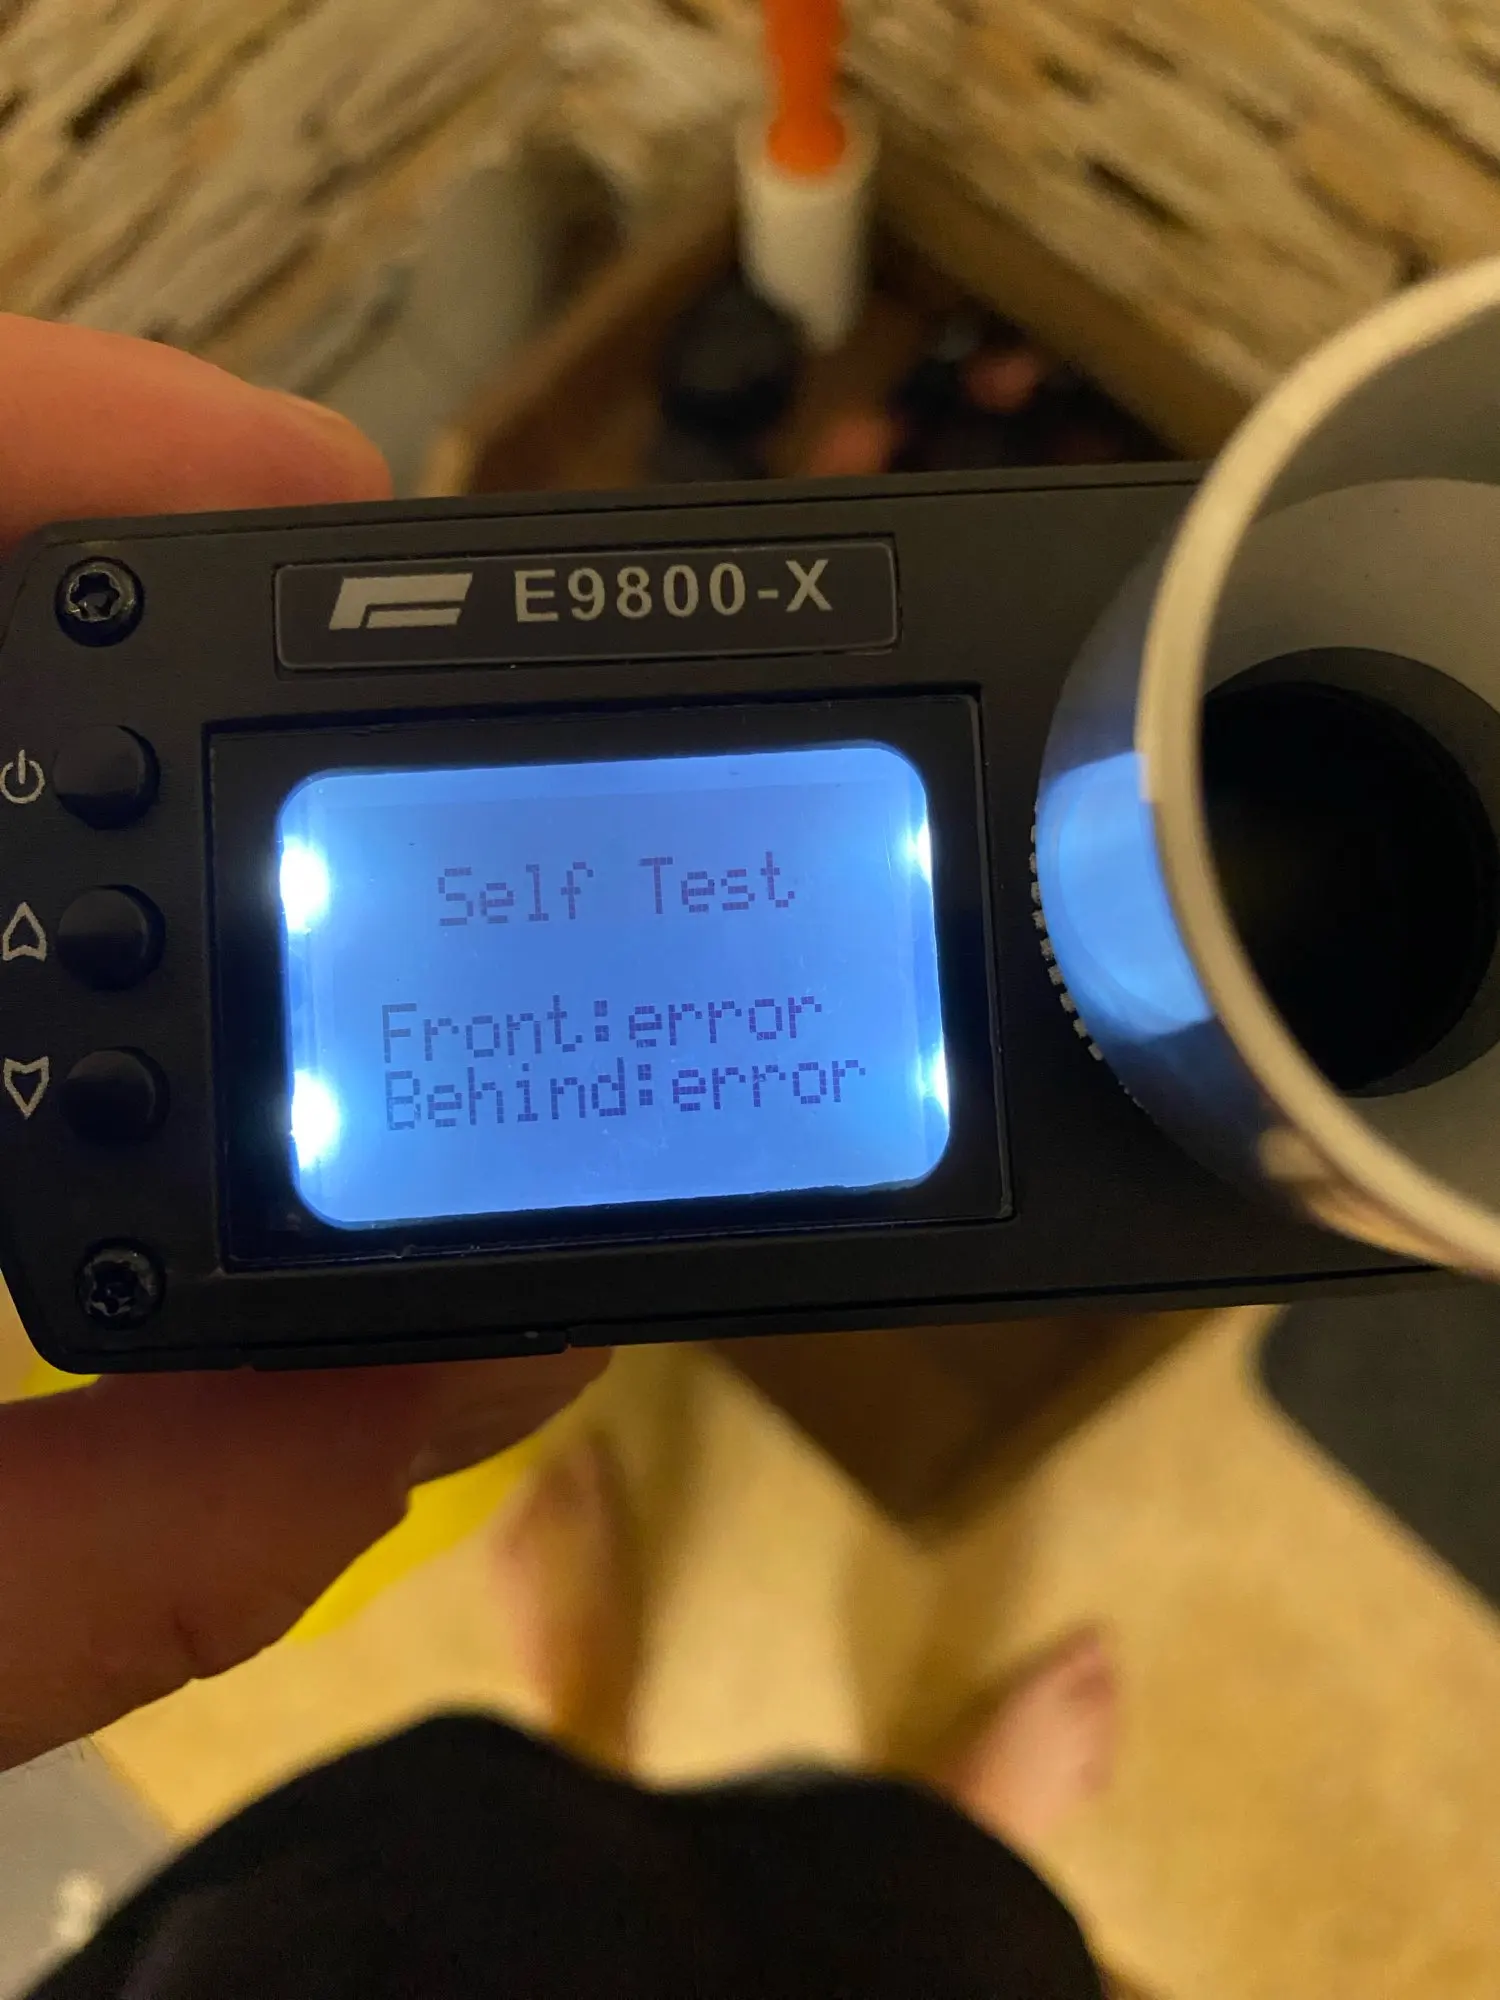 E9800-X
Self Test
Front:error
Behind:error